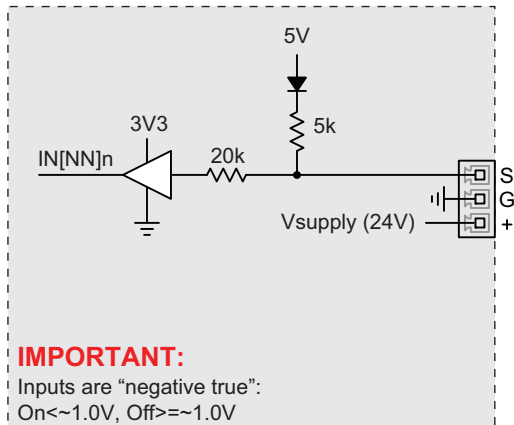 5V
5k
3V3
IN[NN]n
20k
S
G
Vsupply (24V)
+
IMPORTANT:
Inputs are “negative true”:
On<~1.0V, Off>=~1.0V